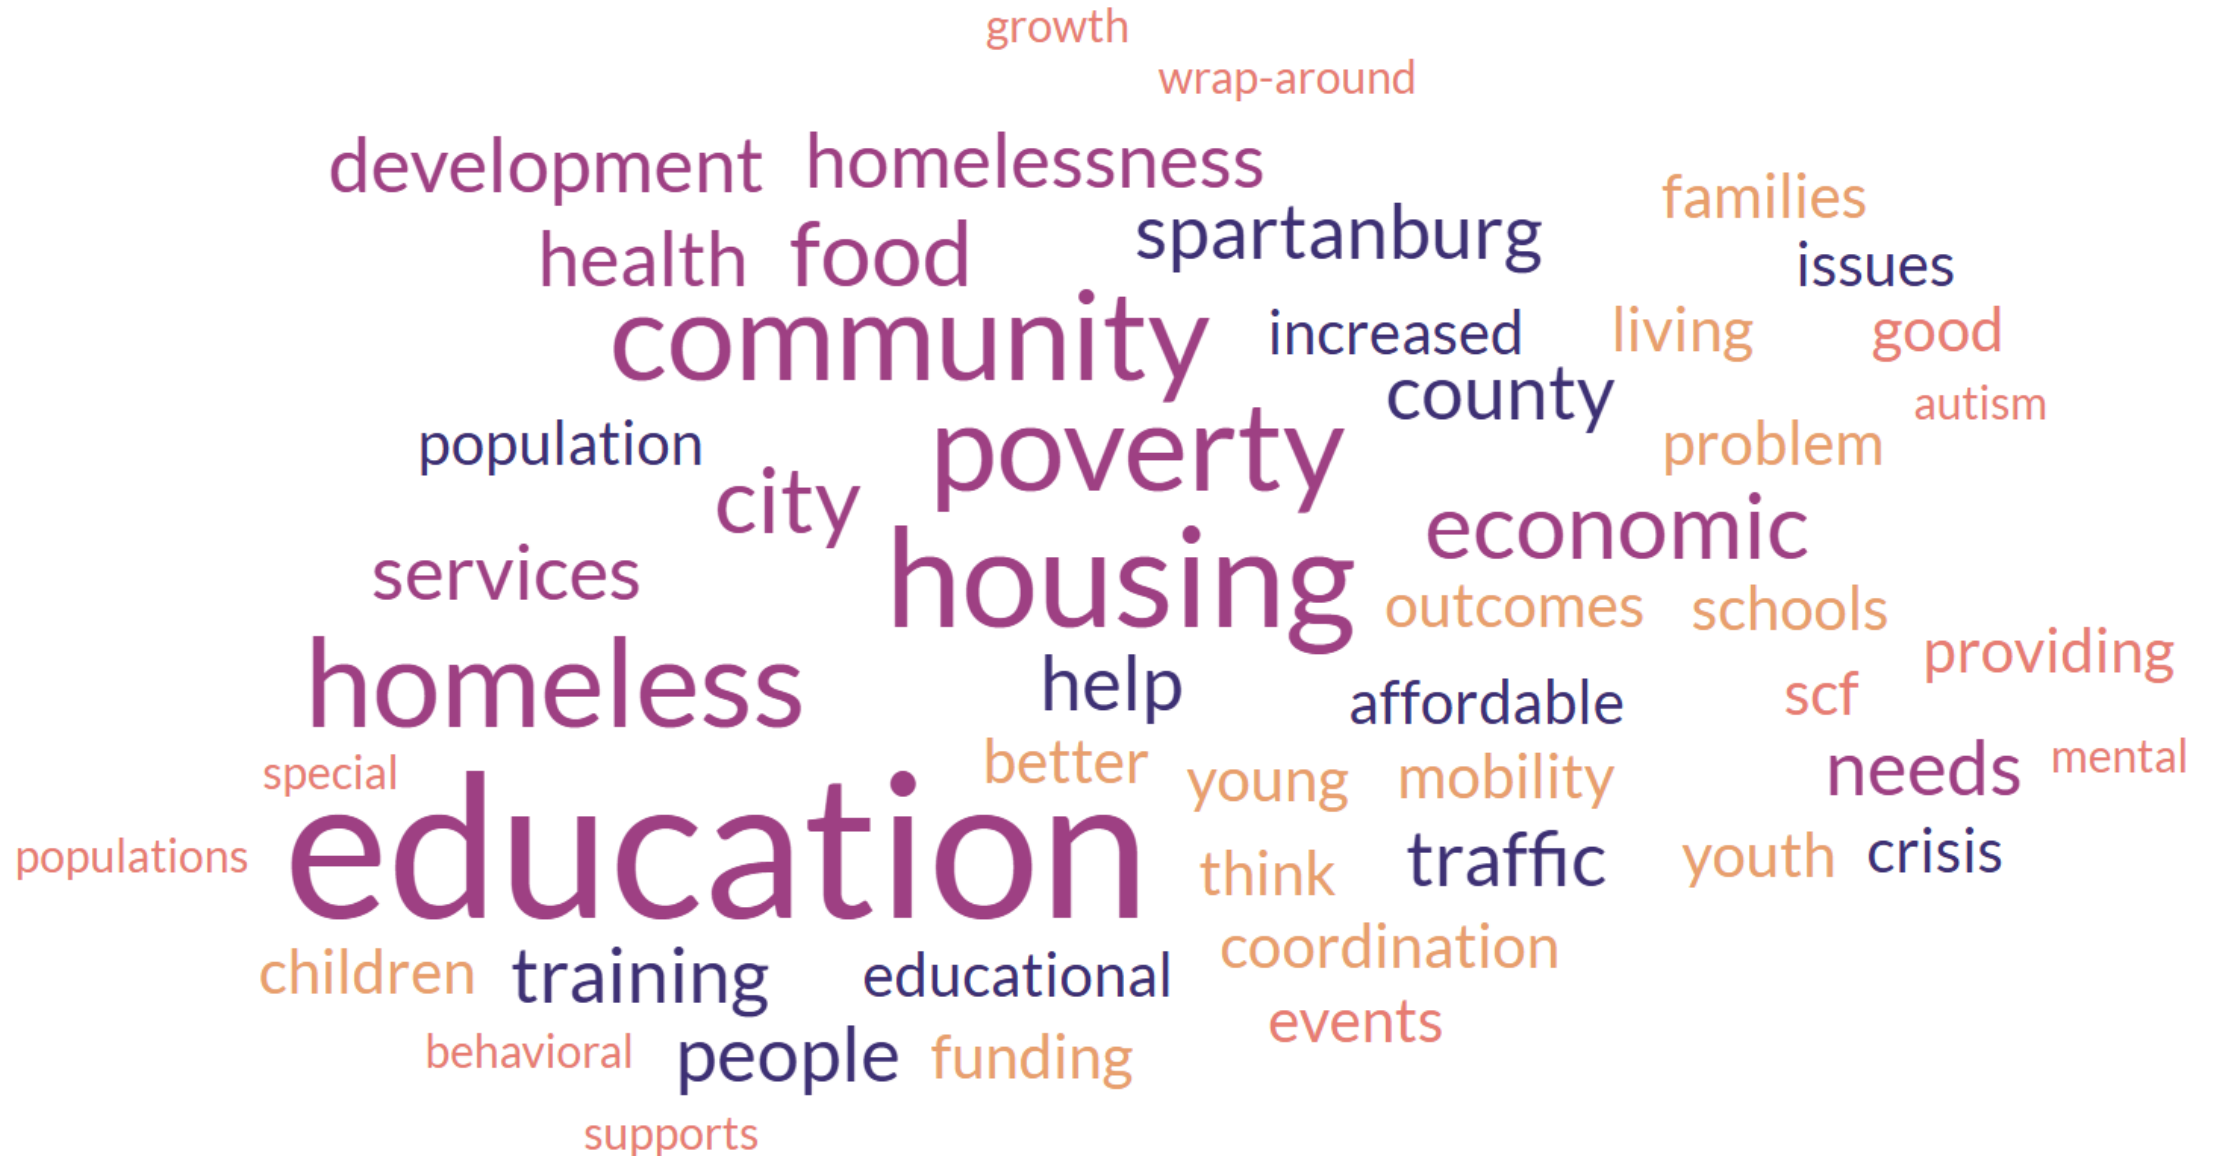 growth
wrap-around
development homelessness
families
spartanburg
health food
issues
community
increased living good
county
autism
population
poverty
problem
city
economic
services
housing
outcomes schools
providing
homeless
help
affordable
scf
special
better
young
mobility
needs
mental
populations
education
think
traffic
youth
crisis
children
training
educational
coordination
events
behavioral
people
funding
supports